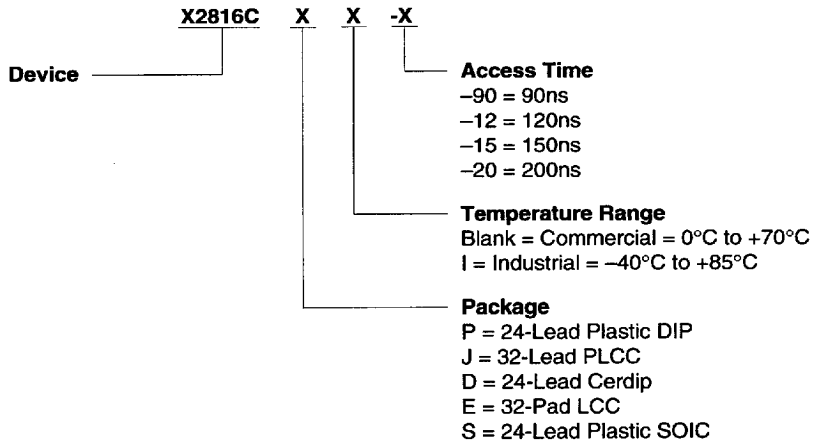 X2816C X X -X
Device
Access Time
–90 = 90ns
–12 = 120ns
–15 = 150ns
–20 = 200ns
Temperature Range
Blank = Commercial = 0°C to +70°C
I = Industrial = –40°C to +85°C
Package
P = 24-Lead Plastic DIP
J = 32-Lead PLCC
D = 24-Lead Cerdip
E = 32-Pad LCC
S = 24-Lead Plastic SOIC